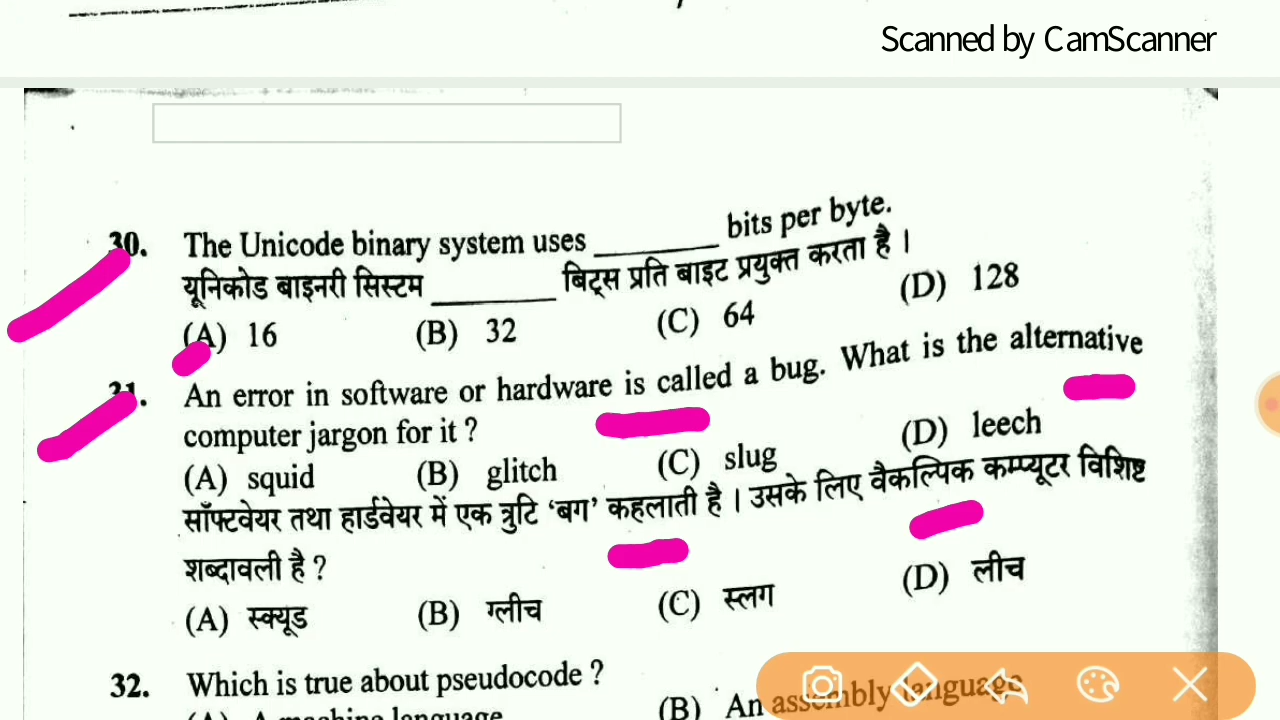 Scanned by CamScanner
30. The Unicode binary system uses ________ bits per byte.
यूनिकोड बाइनरी सिस्टम ________ बिट्स प्रति बाइट प्रयुक्त करता है ।
(A) 16 (B) 32 (C) 64 (D) 128
31. An error in software or hardware is called a bug. What is the alternative
computer jargon for it ?
(A) squid (B) glitch (C) slug (D) leech
सॉफ्टवेयर तथा हार्डवेयर में एक त्रुटि ‘बग’ कहलाती है । उसके लिए वैकल्पिक कम्प्यूटर विशिष्ट
शब्दावली है ?
(A) स्क्यूड (B) ग्लीच (C) स्लग (D) लीच
32. Which is true about pseudocode ?
(A) A machine language (B) An assembly language